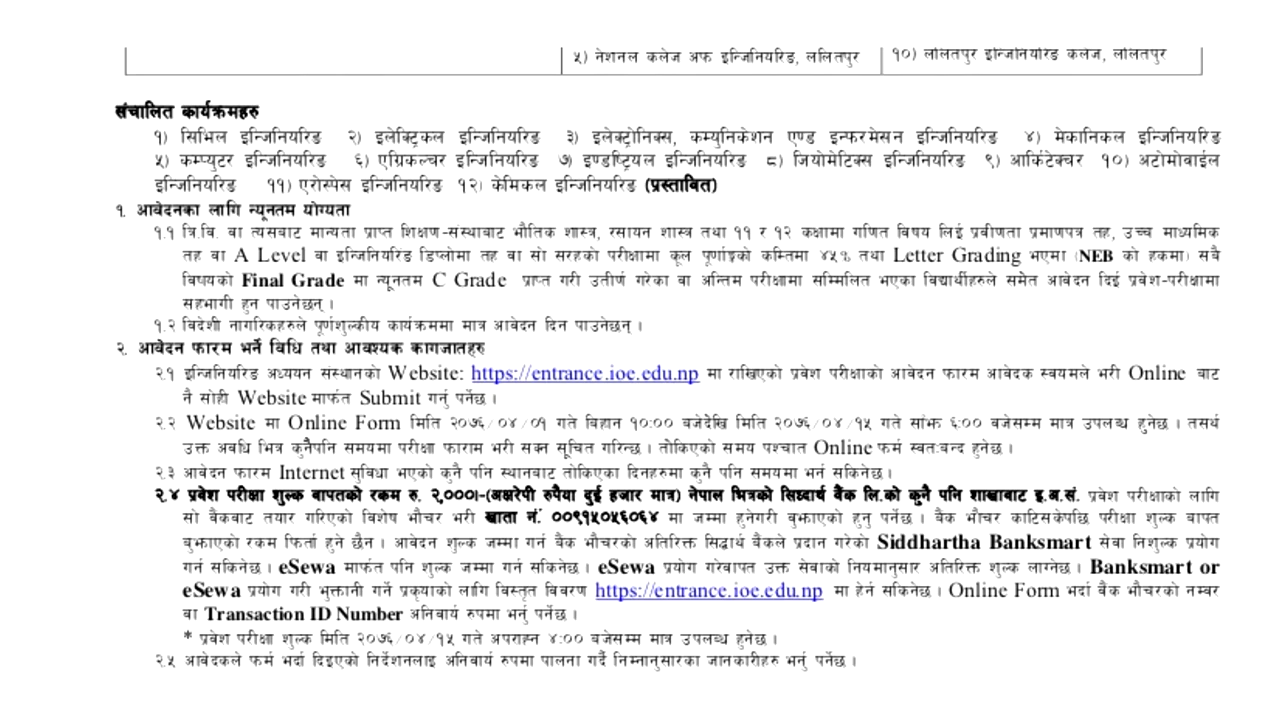 ५) नेशनल कलेज अफ इन्जिनियरिङ, ललितपुर
१०) ललितपुर इन्जिनियरिङ कलेज, ललितपुर
संचालित कार्यक्रमहरु
१) सिभिल इन्जिनियरिङ २) इलेक्ट्रिकल इन्जिनियरिङ ३) इलेक्ट्रोनिक्स, कम्युनिकेशन एण्ड इन्फरमेसन इन्जिनियरिङ ४) मेकानिकल इन्जिनियरिङ
५) कम्प्युटर इन्जिनियरिङ ६) एग्रिकल्चर इन्जिनियरिङ ७) इण्डष्ट्रियल इन्जिनियरिङ ८) जियोमेटिक्स इन्जिनियरिङ ९) आर्किटेक्चर १०) अटोमोवाईल
इन्जिनियरिङ ११) एरोस्पेस इन्जिनियरिङ १२) केमिकल इन्जिनियरिङ (प्रस्तावित)
१. आवेदनका लागि न्यूनतम योग्यता
१.१ त्रि.वि. वा त्यसबाट मान्यता प्राप्त शिक्षण-संस्थाबाट भौतिक शास्त्र, रसायन शास्त्र तथा ११ र १२ कक्षामा गणित विषय लिई प्रवीणता प्रमाणपत्र तह, उच्च माध्यमिक
तह वा A Level वा इन्जिनियरिङ डिप्लोमा तह वा सो सरहको परीक्षामा कूल पूर्णाङ्कको कम्तिमा ४५% तथा Letter Grading भएमा (NEB को हकमा) सबै
विषयको Final Grade मा न्यूनतम C Grade प्राप्त गरी उतीर्ण गरेका वा अन्तिम परीक्षामा सम्मिलित भएका विद्यार्थीहरुले समेत आवेदन दिई प्रवेश-परीक्षामा
सहभागी हुन पाउनेछन् ।
१.२ विदेशी नागरिकहरुले पूर्णशुल्कीय कार्यक्रममा मात्र आवेदन दिन पाउनेछन् ।
२. आवेदन फारम भर्ने विधि तथा आवश्यक कागजातहरु
२.१ इन्जिनियरिङ अध्ययन संस्थानको Website: https://entrance.ioe.edu.np मा राखिएको प्रवेश परीक्षाको आवेदन फारम आवेदक स्वयमले भरी Online बाट
नै सोही Website मार्फत Submit गर्नु पर्नेछ ।
२.२ Website मा Online Form मिति २०७६/०४/०१ गते बिहान १०:०० बजेदेखि मिति २०७६/०४/१५ गते साँझ ६:०० बजेसम्म मात्र उपलब्ध हुनेछ । तसर्थ
उक्त अवधि भित्र कुनैपनि समयमा परीक्षा फाराम भरी सक्न सूचित गरिन्छ । तोकिएको समय पश्चात Online फर्म स्वतःबन्द हुनेछ ।
२.३ आवेदन फारम Internet सुविधा भएको कुनै पनि स्थानबाट तोकिएका दिनहरुमा कुनै पनि समयमा भर्न सकिनेछ ।
२.४ प्रवेश परीक्षा शुल्क बापतको रकम रु. २,०००।-(अक्षरेपी रुपैया दुई हजार मात्र) नेपाल भित्रको सिध्दार्थ बैंक लि.को कुनै पनि शाखाबाट इ.अ.सं. प्रवेश परीक्षाको लागि
सो बैंकबाट तयार गरिएको विशेष भौचर भरी खाता नं. ००११५०५६०६४ मा जम्मा हुनेगरी बुझाएको हुनु पर्नेछ । बैंक भौचर काटिसकेपछि परीक्षा शुल्क बापत
बुझाएको रकम फिर्ता हुने छैन । आवेदन शुल्क जम्मा गर्न बैंक भौचरको अतिरिक्त सिद्धार्थ बैंकले प्रदान गरेको Siddhartha Banksmart सेवा निशुल्क प्रयोग
गर्न सकिनेछ । eSewa मार्फत पनि शुल्क जम्मा गर्न सकिनेछ । eSewa प्रयोग गरेवापत उक्त सेवाको नियमानुसार अतिरिक्त शुल्क लाग्नेछ । Banksmart or
eSewa प्रयोग गरी भुक्तानी गर्ने प्रकृयाको लागि विस्तृत विवरण https://entrance.ioe.edu.np मा हेर्न सकिनेछ । Online Form भर्दा बैंक भौचरको नम्बर
वा Transaction ID Number अनिवार्य रुपमा भर्नु पर्नेछ ।
* प्रवेश परीक्षा शुल्क मिति २०७६/०४/१५ गते अपराह्न ४:०० बजेसम्म मात्र उपलब्ध हुनेछ ।
२.५ आवेदकले फर्म भर्दा दिइएको निर्देशनलाइ अनिवार्य रुपमा पालना गर्दै निम्नानुसारका जानकारीहरु भर्नु पर्नेछ ।